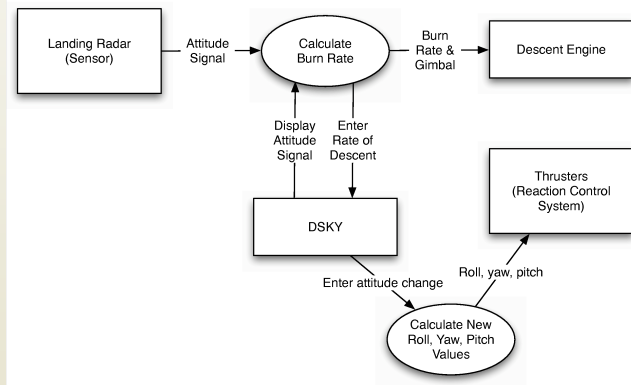 Landing Radar
(Sensor)
Attitude
Signal
Calculate
Burn Rate
Burn
Rate &
Gimbal
Descent Engine
Display
Attitude
Signal
Enter
Rate of
Descent
Thrusters
(Reaction Control
System)
DSKY
Enter attitude change
Roll, yaw, pitch
Calculate New
Roll, Yaw, Pitch
Values